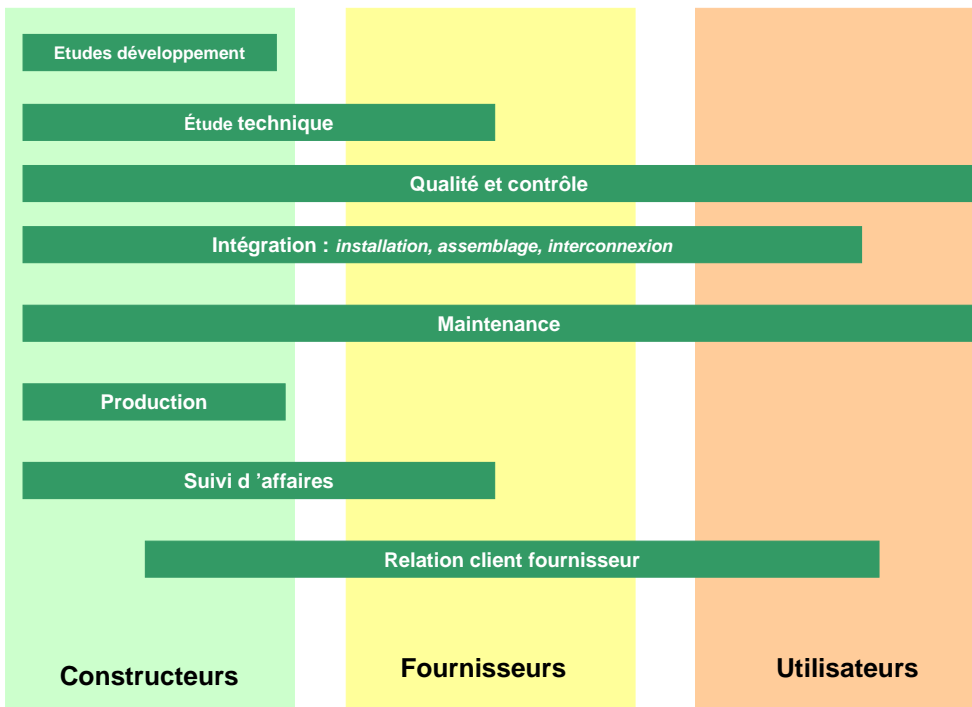 Etudes développement
Étude technique
Qualité et contrôle
Intégration : installation, assemblage, interconnexion
Maintenance
Production
Suivi d ’affaires
Relation client fournisseur
Constructeurs
Fournisseurs
Utilisateurs